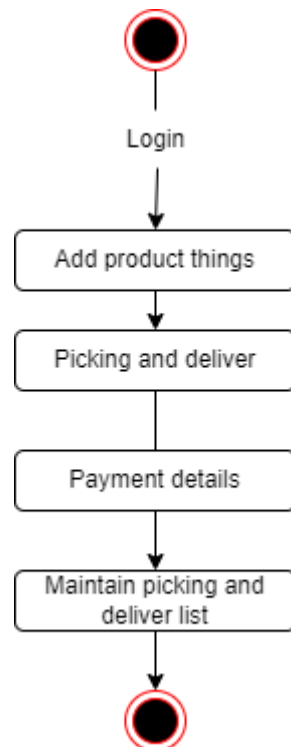 Login
Add product things
Picking and deliver
Payment details
Maintain picking and
deliver list